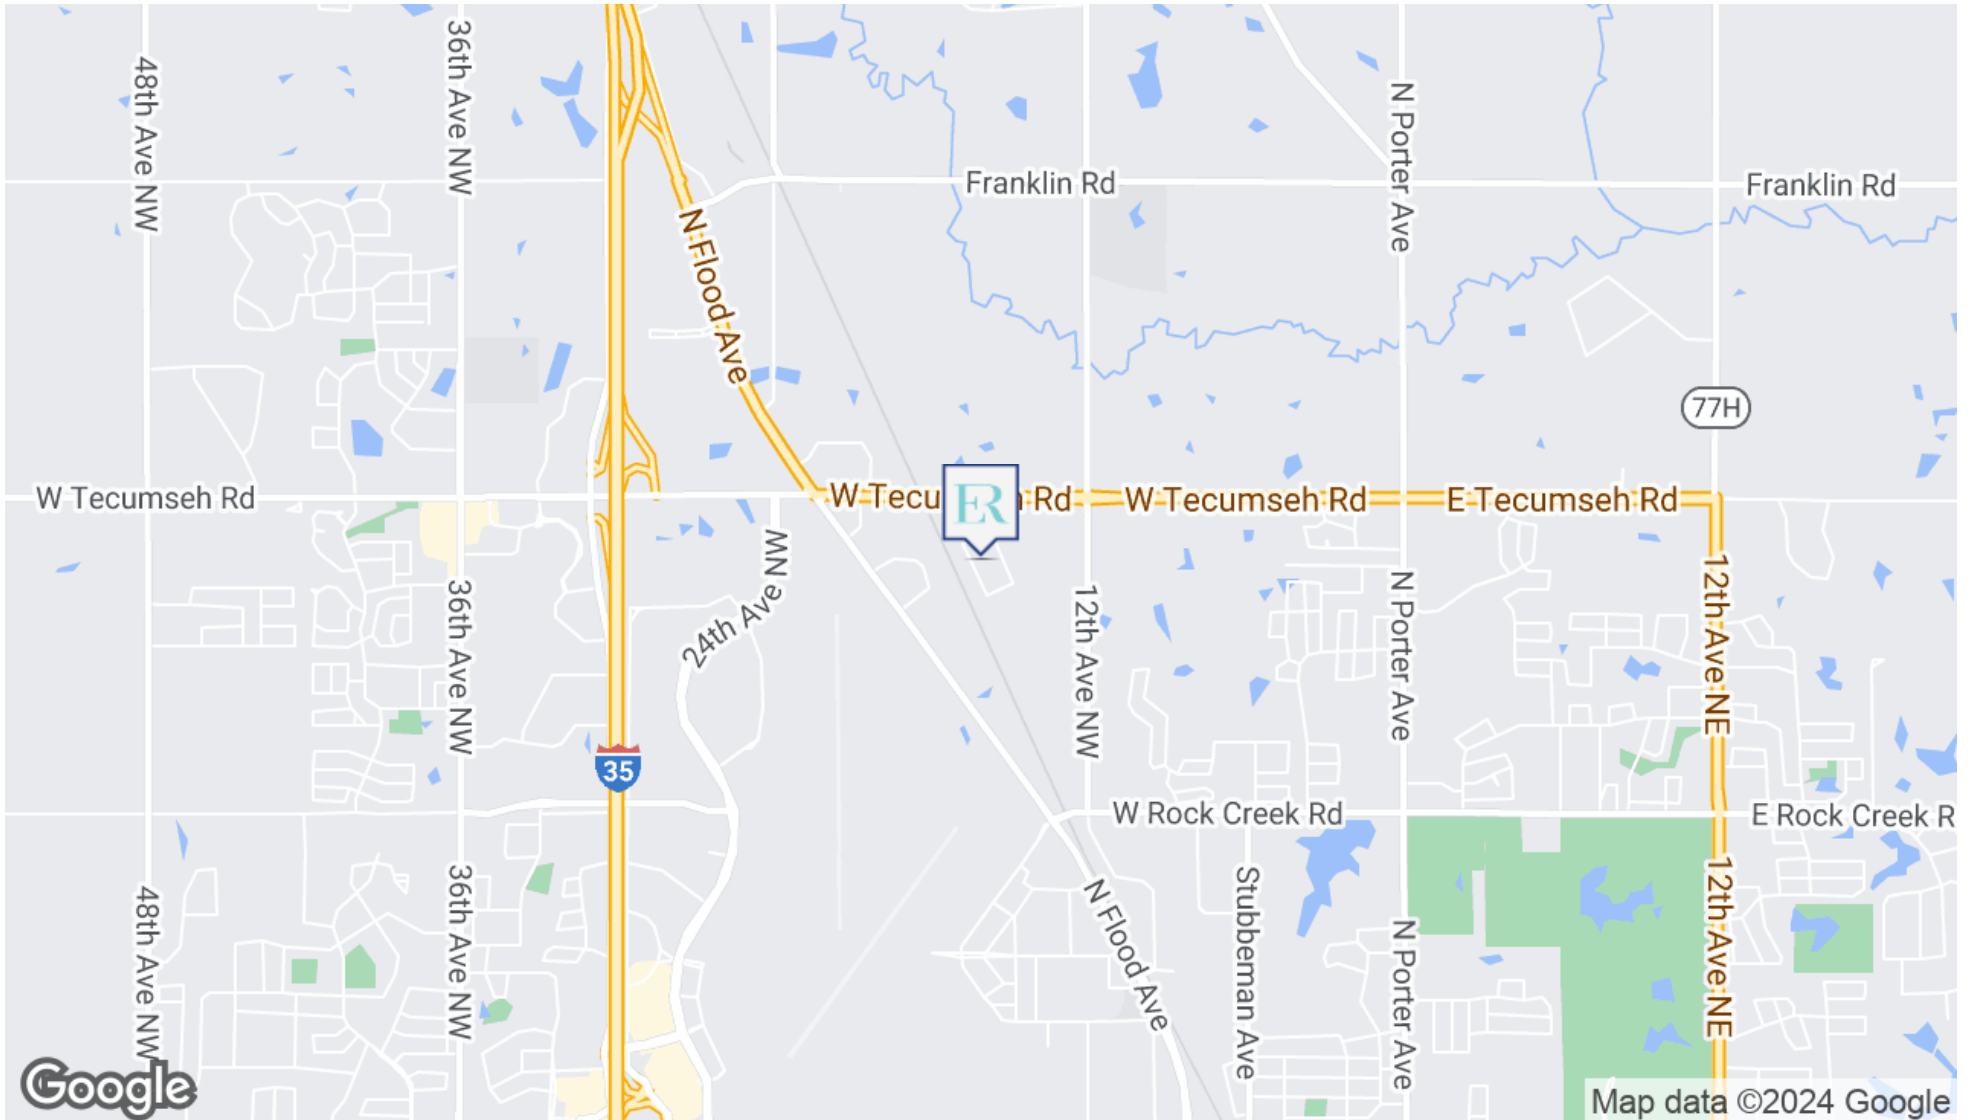 48th Ave NW
36th Ave NW
N Porter Ave
Franklin Rd
Franklin Rd
N Flood Ave
77H
W Tecumseh Rd
W Tecu
ER
Rd
W Tecumseh Rd
E Tecumseh Rd
24th Ave NW
36th Ave NW
12th Ave NW
N Porter Ave
12th Ave NE
35
W Rock Creek Rd
E Rock Creek R
48th Ave NW
36th Ave NW
N Flood Ave
Stubbeman Ave
N Porter Ave
12th Ave NE
Google
Map data ©2024 Google